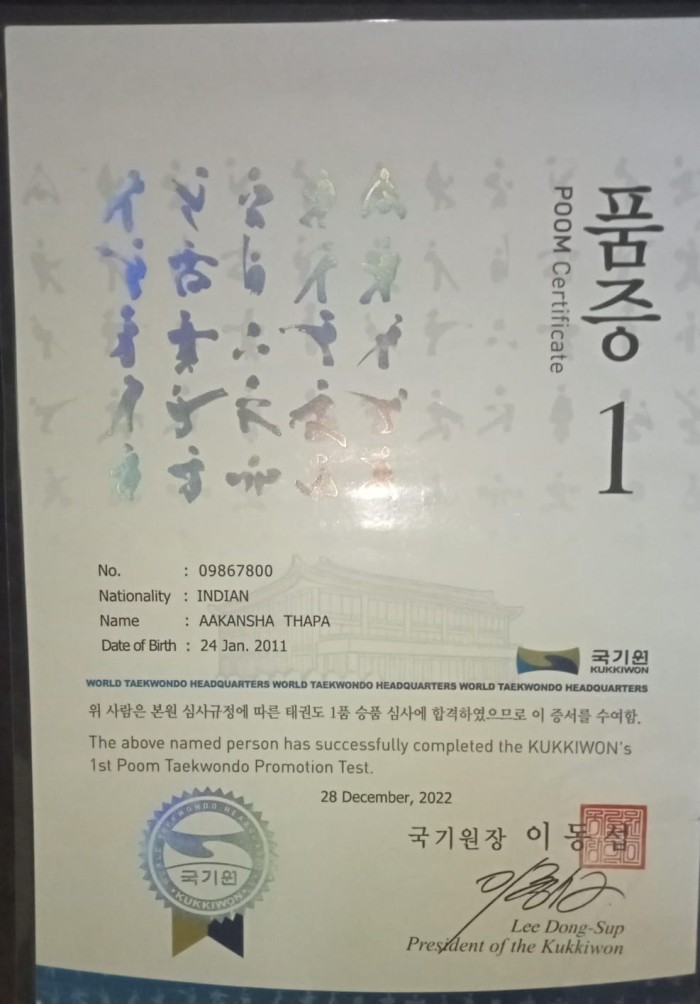 품증 1
POOM Certificate
No. : 09867800
Nationality : INDIAN
Name : AAKANSHA THAPA
Date of Birth : 24 Jan. 2011
국기원
KUKKIWON
WORLD TAEKWONDO HEADQUARTERS WORLD TAEKWONDO HEADQUARTERS WORLD TAEKWONDO HEADQUARTERS
위 사람은 본원 심사규정에 따른 태권도 1품 승품 심사에 합격하였으므로 이 증서를 수여함.
The above named person has successfully completed the KUKKIWON's
1st Poom Taekwondo Promotion Test.
28 December, 2022
국기원장 이동섭
Lee Dong-Sup
President of the Kukkiwon
국기원
KUKKIWON